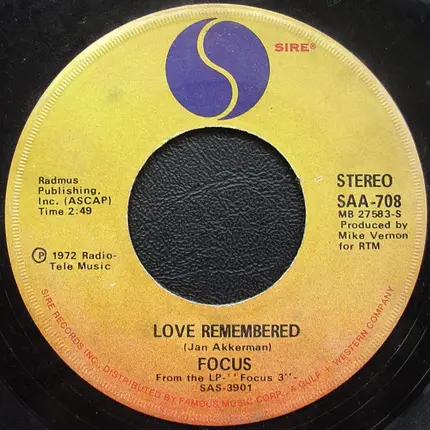 SIRE®
Radmus
Publishing,
Inc. (ASCAP)
Time 2:49
STEREO
SAA-708
MB 27583-S
Produced by
Mike Vernon
for RTM
Ⓟ 1972 Radio-
Tele Music
LOVE REMEMBERED
(Jan Akkerman)
FOCUS
From the LP-"Focus 3"-
SAS-3901
SIRE RECORDS INC., DISTRIBUTED BY FAMOUS MUSIC CORP. A GULF + WESTERN COMPANY